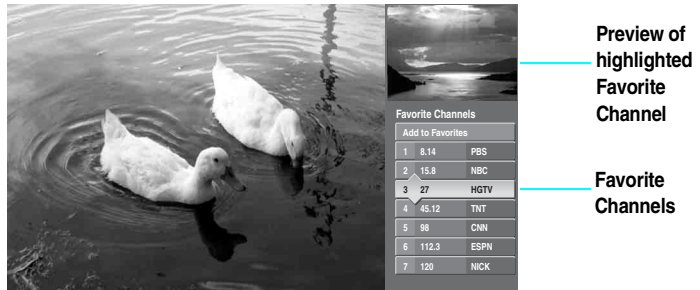 Favorite Channels
Add to Favorites
1 8.14 PBS
2 15.8 NBC
3 27 HGTV
4 45.12 TNT
5 98 CNN
6 112.3 ESPN
7 120 NICK
Preview of
highlighted
Favorite
Channel
Favorite
Channels